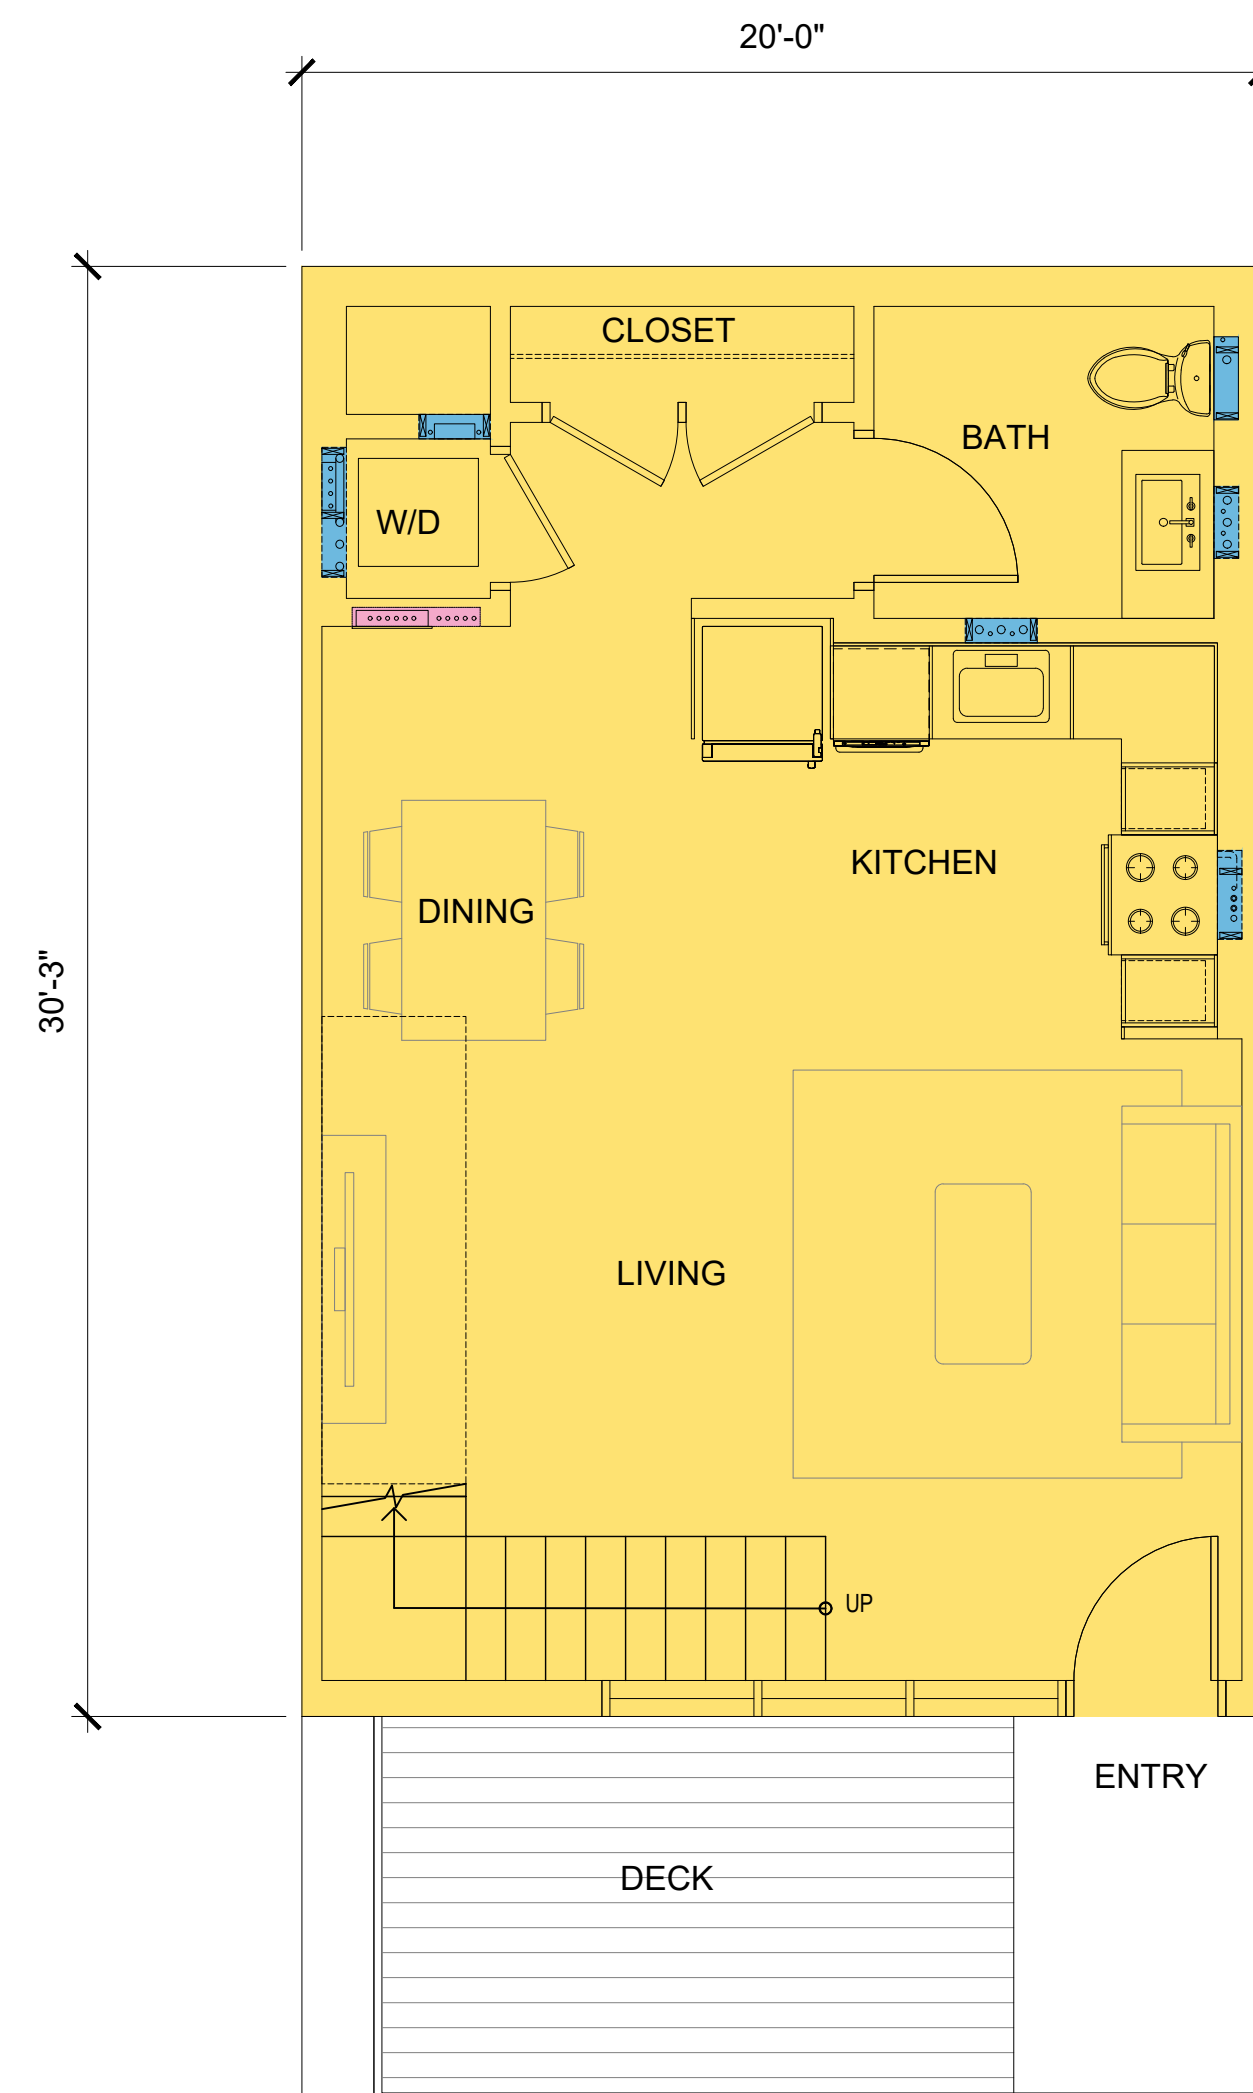 20'-0"
CLOSET
BATH
W/D
KITCHEN
DINING
30'-3"
LIVING
UP
ENTRY
DECK